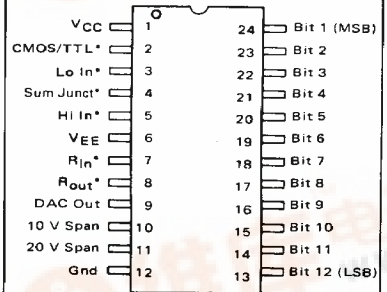 VCC 1 24 Bit 1 (MSB)
CMOS/TTL* 2 23 Bit 2
Lo In* 3 22 Bit 3
Sum Junct* 4 21 Bit 4
Hi In* 5 20 Bit 5
VEE 6 19 Bit 6
RIn* 7 18 Bit 7
Rout* 8 17 Bit 8
DAC Out 9 16 Bit 9
10 V Span 10 15 Bit 10
20 V Span 11 14 Bit 11
Gnd 12 13 Bit 12 (LSB)